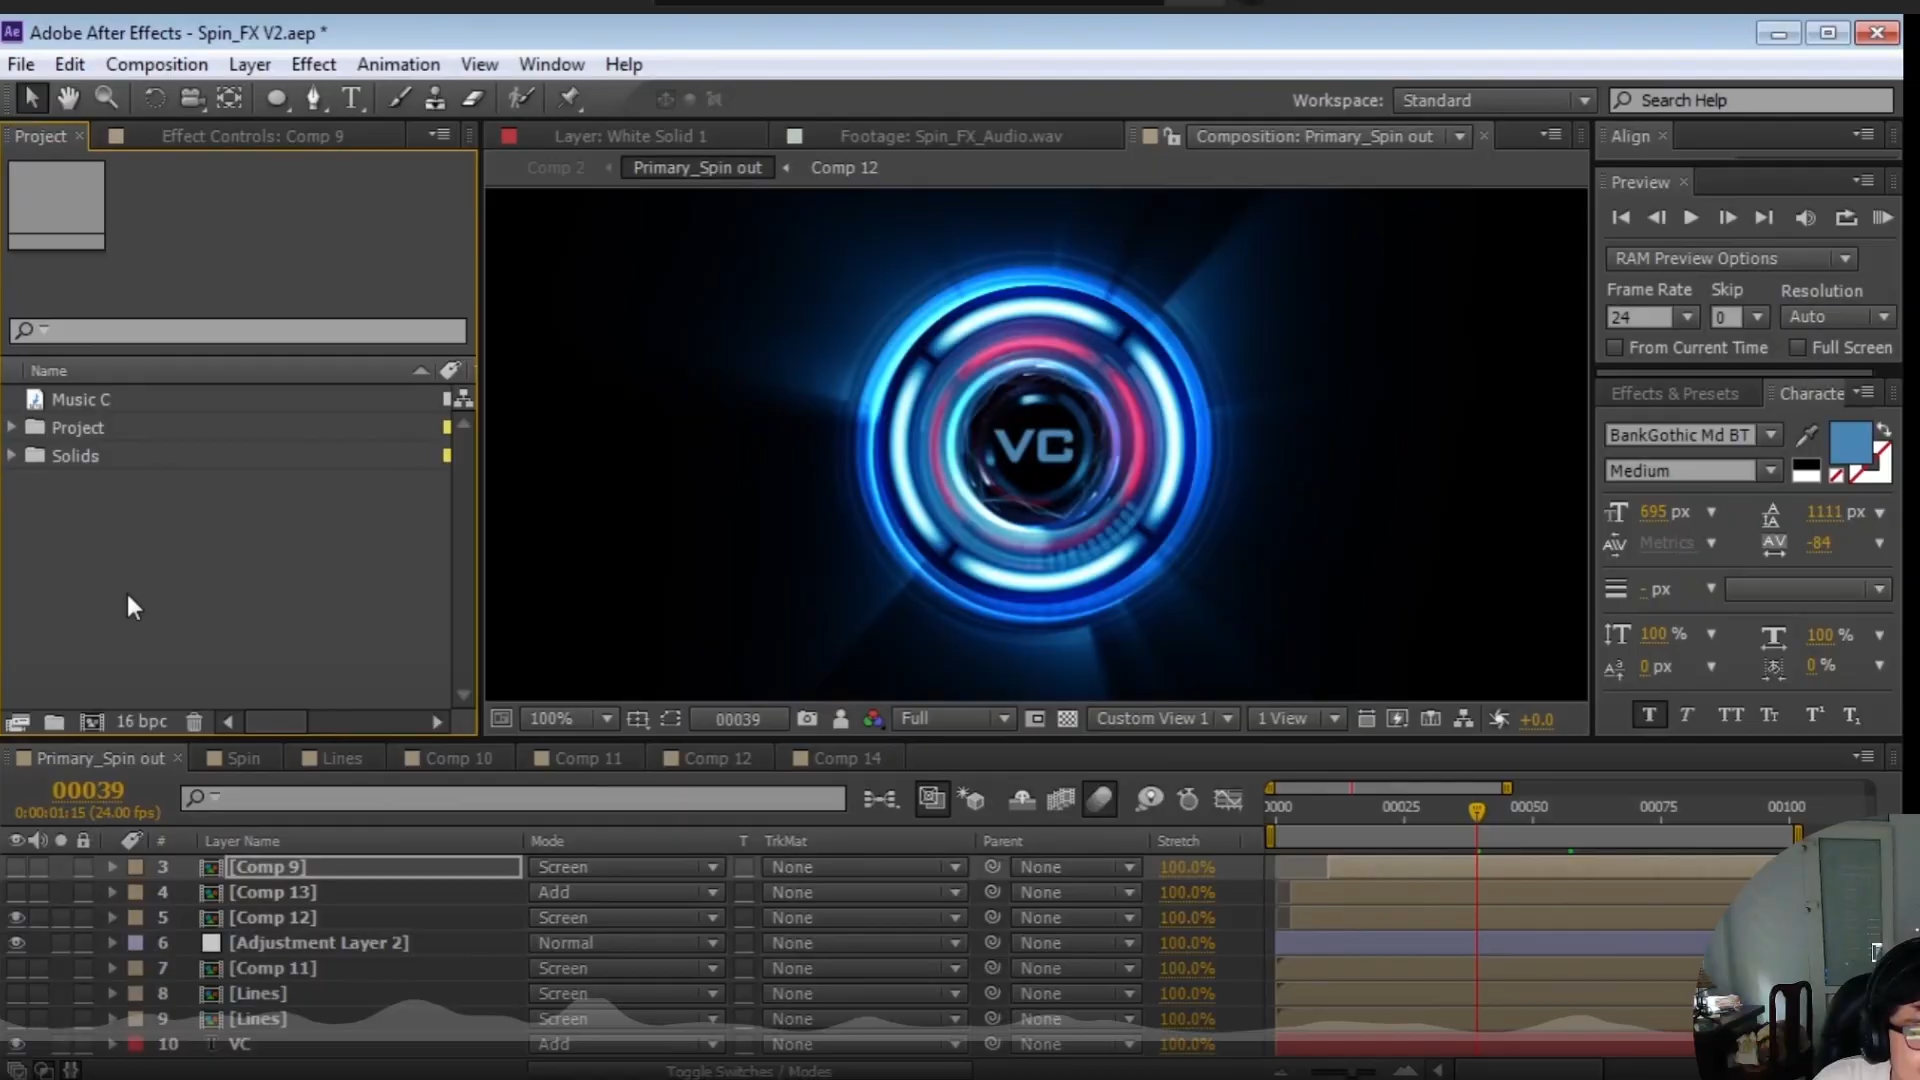 Ae Adobe After Effects - Spin_FX V2.aep *
File Edit Composition Layer Effect Animation View Window Help
T Workspace: Standard Search Help
Project × Effect Controls: Comp 9 Layer: White Solid 1 Footage: Spin_FX_Audio.wav Composition: Primary_Spin out × Align ×
Comp 2 Primary_Spin out Comp 12
Preview ×
RAM Preview Options
Frame Rate Skip Resolution
24 0 Auto
From Current Time Full Screen
Name
Music C
Project
Solids
VC
Effects & Presets Characte
BankGothic Md BT
Medium
695 px 1111 px
Metrics -84
- px
100 % 100 %
0 px 0 %
T T TT Tt T¹ T₁
16 bpc
100% 00039 Full Custom View 1 1 View +0.0
Primary_Spin out × Spin Lines Comp 10 Comp 11 Comp 12 Comp 14
00039
0:00:01:15 (24.00 fps)
0000 00025 00050 00075 00100
# Layer Name Mode T TrkMat Parent Stretch
3 [Comp 9] Screen None None 100.0%
4 [Comp 13] Add None None 100.0%
5 [Comp 12] Screen None None 100.0%
6 [Adjustment Layer 2] Normal None None 100.0%
7 [Comp 11] Screen None None 100.0%
8 [Lines] Screen None None 100.0%
9 [Lines] Screen None None 100.0%
10 T VC Add None None 100.0%
Toggle Switches / Modes